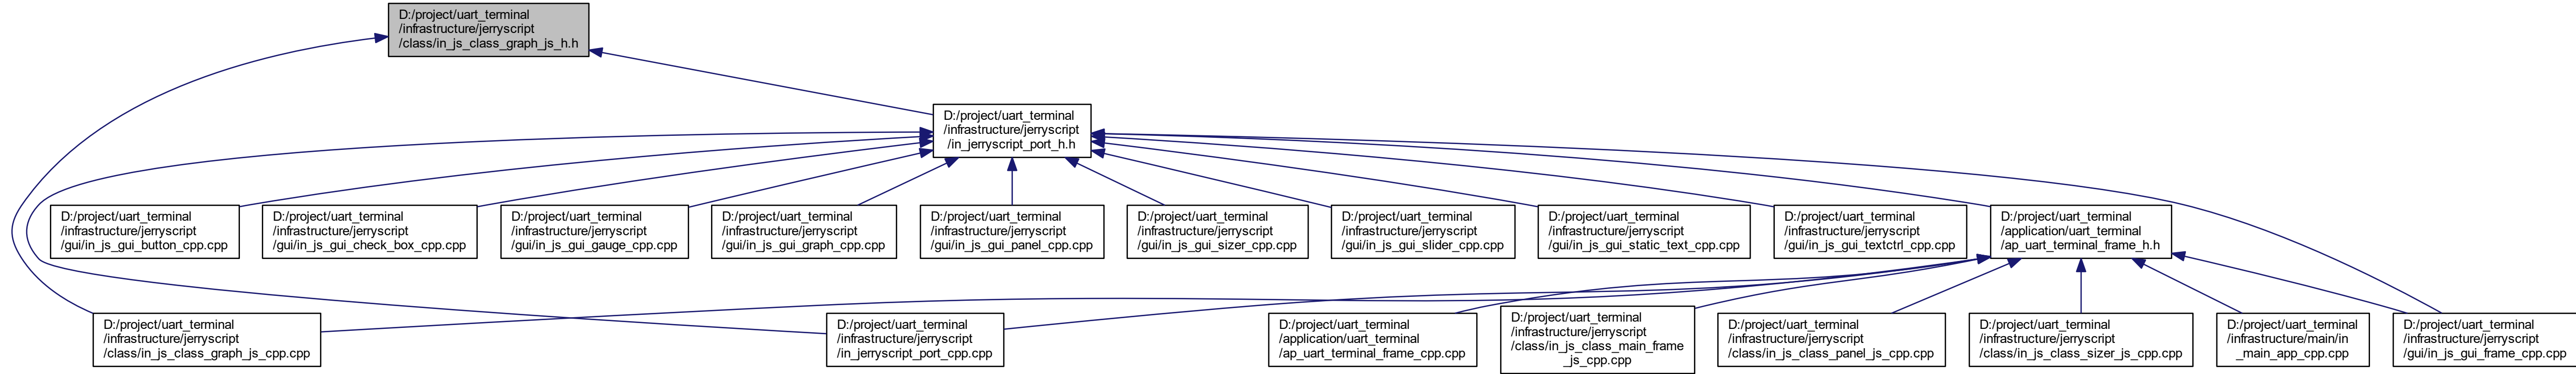 D:/project/uart_terminal
/infrastructure/jerryscript
/class/in_js_class_graph_js_h.h
D:/project/uart_terminal
/infrastructure/jerryscript
/in_jerryscript_port_h.h
D:/project/uart_terminal
/infrastructure/jerryscript
/gui/in_js_gui_button_cpp.cpp
D:/project/uart_terminal
/infrastructure/jerryscript
/gui/in_js_gui_check_box_cpp.cpp
D:/project/uart_terminal
/infrastructure/jerryscript
/gui/in_js_gui_gauge_cpp.cpp
D:/project/uart_terminal
/infrastructure/jerryscript
/gui/in_js_gui_graph_cpp.cpp
D:/project/uart_terminal
/infrastructure/jerryscript
/gui/in_js_gui_panel_cpp.cpp
D:/project/uart_terminal
/infrastructure/jerryscript
/gui/in_js_gui_sizer_cpp.cpp
D:/project/uart_terminal
/infrastructure/jerryscript
/gui/in_js_gui_slider_cpp.cpp
D:/project/uart_terminal
/infrastructure/jerryscript
/gui/in_js_gui_static_text_cpp.cpp
D:/project/uart_terminal
/infrastructure/jerryscript
/gui/in_js_gui_textctrl_cpp.cpp
D:/project/uart_terminal
/application/uart_terminal
/ap_uart_terminal_frame_h.h
D:/project/uart_terminal
/infrastructure/jerryscript
/class/in_js_class_graph_js_cpp.cpp
D:/project/uart_terminal
/infrastructure/jerryscript
/in_jerryscript_port_cpp.cpp
D:/project/uart_terminal
/application/uart_terminal
/ap_uart_terminal_frame_cpp.cpp
D:/project/uart_terminal
/infrastructure/jerryscript
/class/in_js_class_main_frame
_js_cpp.cpp
D:/project/uart_terminal
/infrastructure/jerryscript
/class/in_js_class_panel_js_cpp.cpp
D:/project/uart_terminal
/infrastructure/jerryscript
/class/in_js_class_sizer_js_cpp.cpp
D:/project/uart_terminal
/infrastructure/main/in
_main_app_cpp.cpp
D:/project/uart_terminal
/infrastructure/jerryscript
/gui/in_js_gui_frame_cpp.cpp